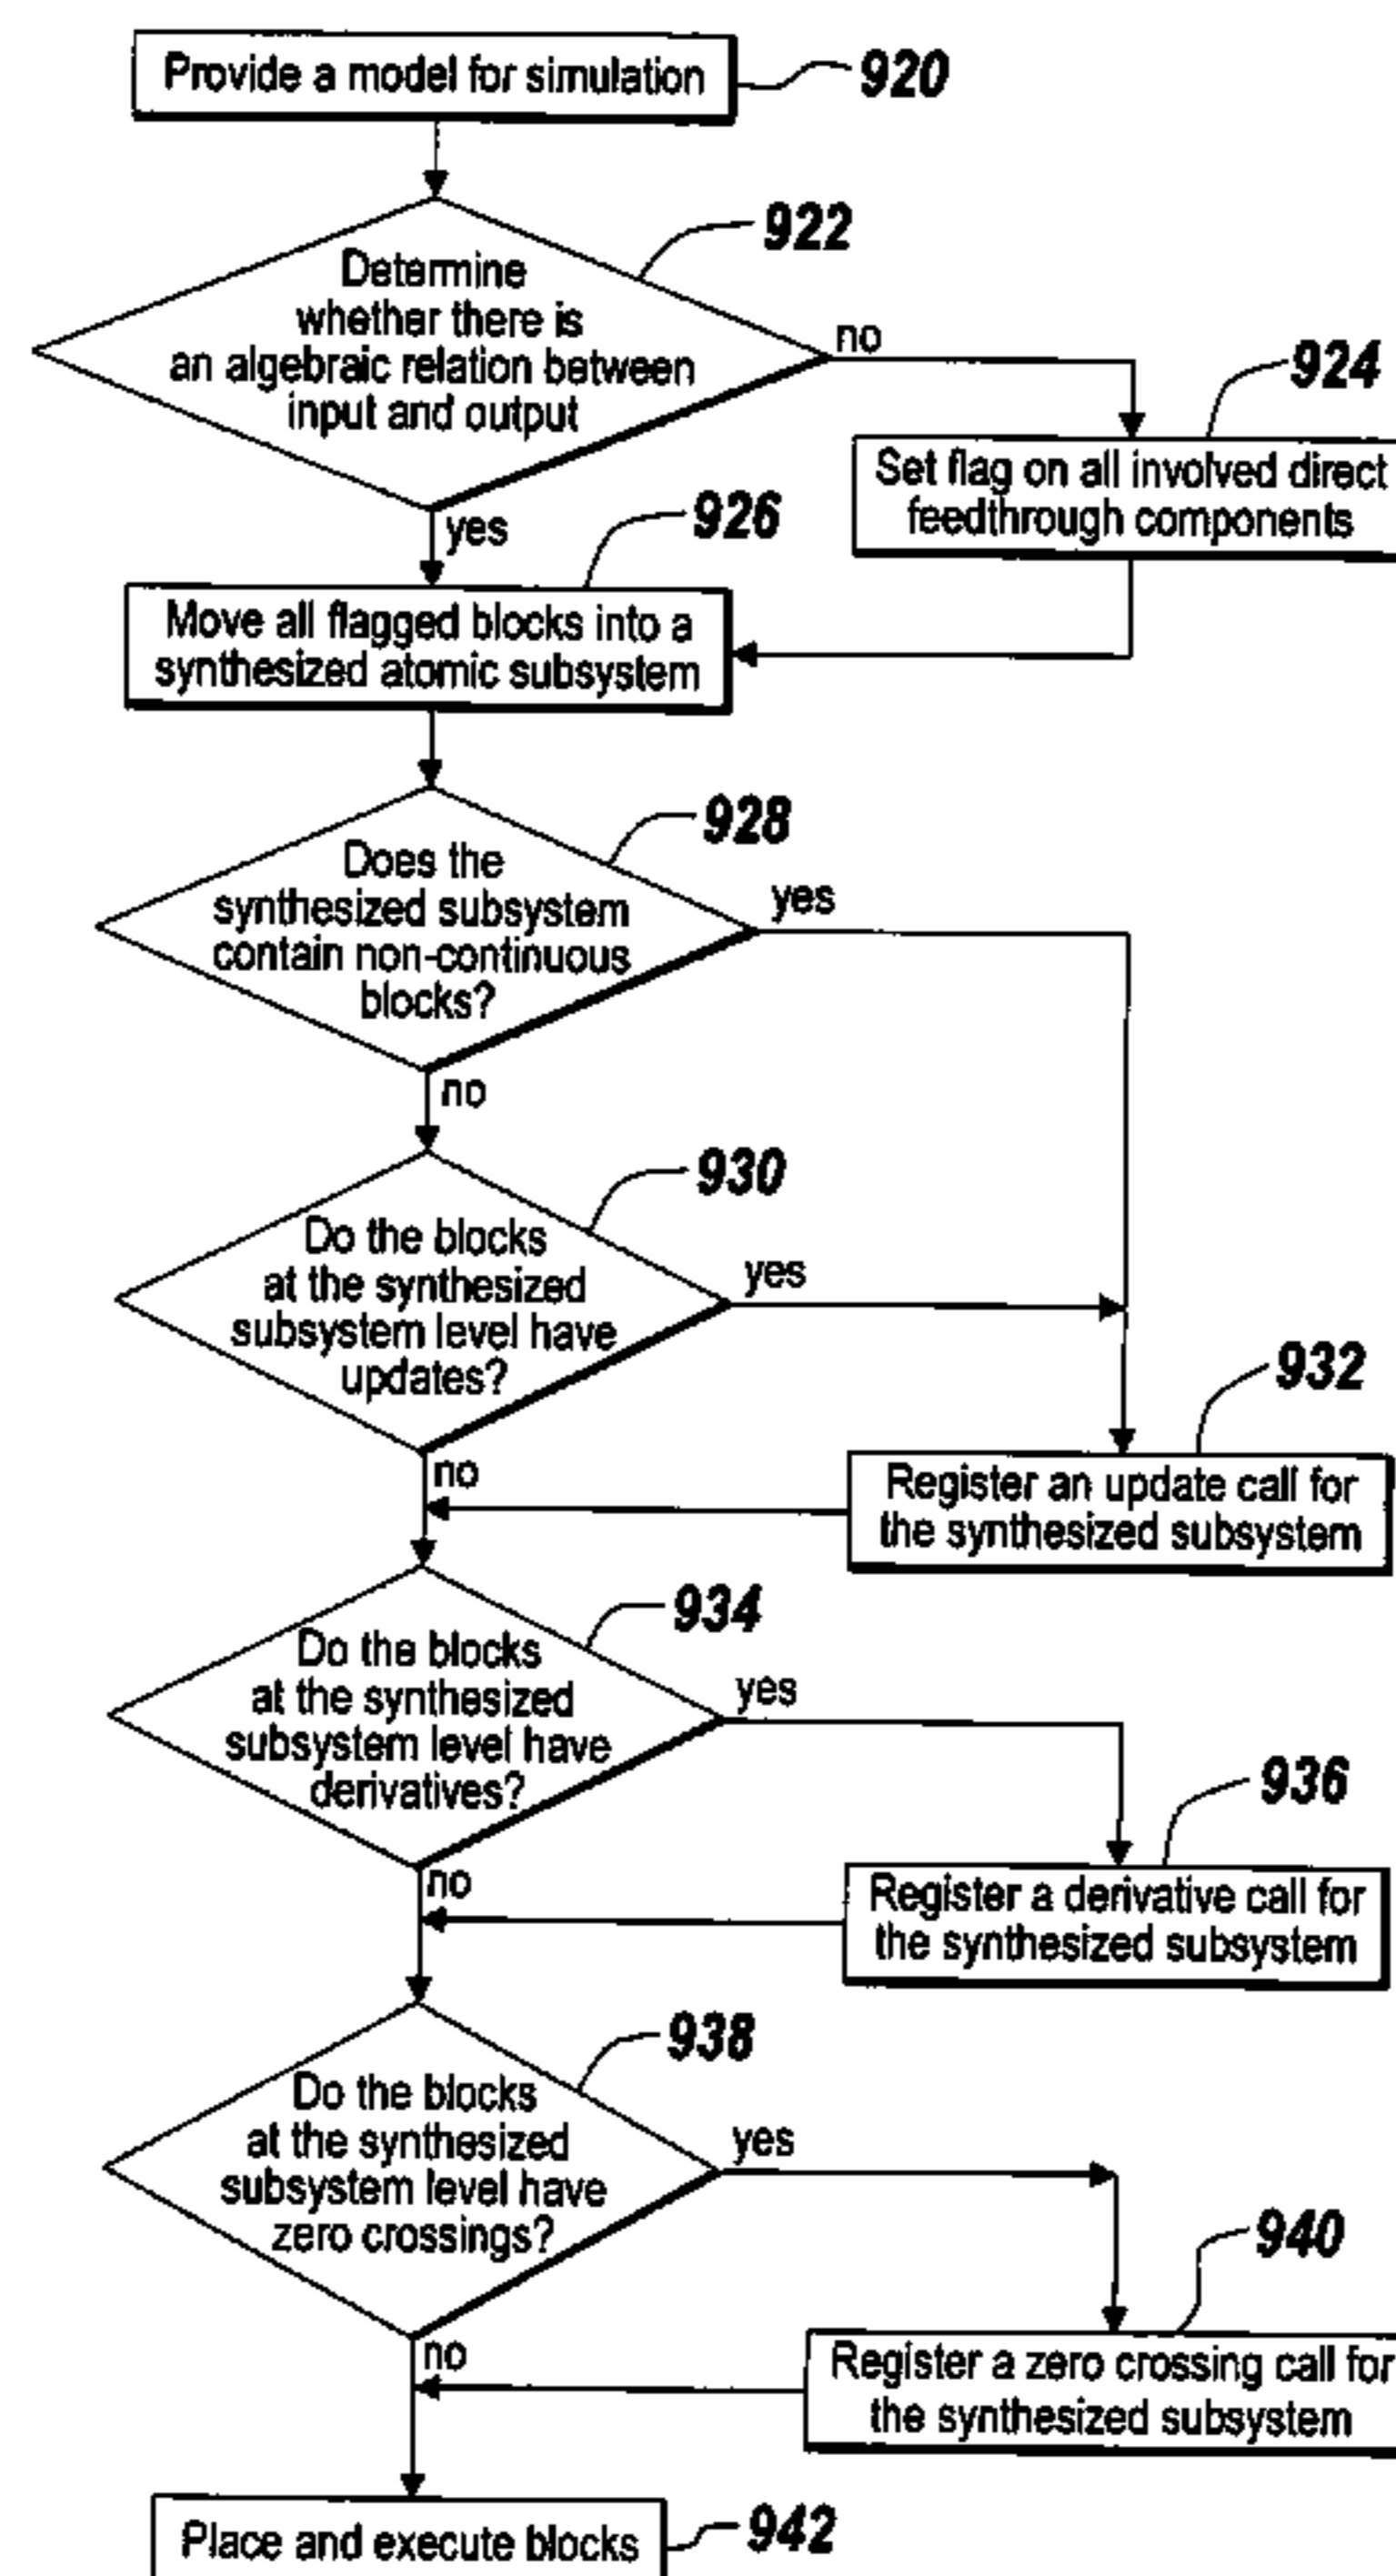 Provide a model for simulation
920
922
Determine
whether there is
an algebraic relation between
input and output
no
924
Set flag on all involved direct
feedthrough components
yes
926
Move all flagged blocks into a
synthesized atomic subsystem
928
Does the
synthesized subsystem
contain non-continuous
blocks?
yes
no
930
Do the blocks
at the synthesized
subsystem level have
updates?
yes
932
Register an update call for
the synthesized subsystem
no
934
Do the blocks
at the synthesized
subsystem level have
derivatives?
yes
936
Register a derivative call for
the synthesized subsystem
no
938
Do the blocks
at the synthesized
subsystem level have
zero crossings?
yes
940
Register a zero crossing call for
the synthesized subsystem
no
Place and execute blocks
942